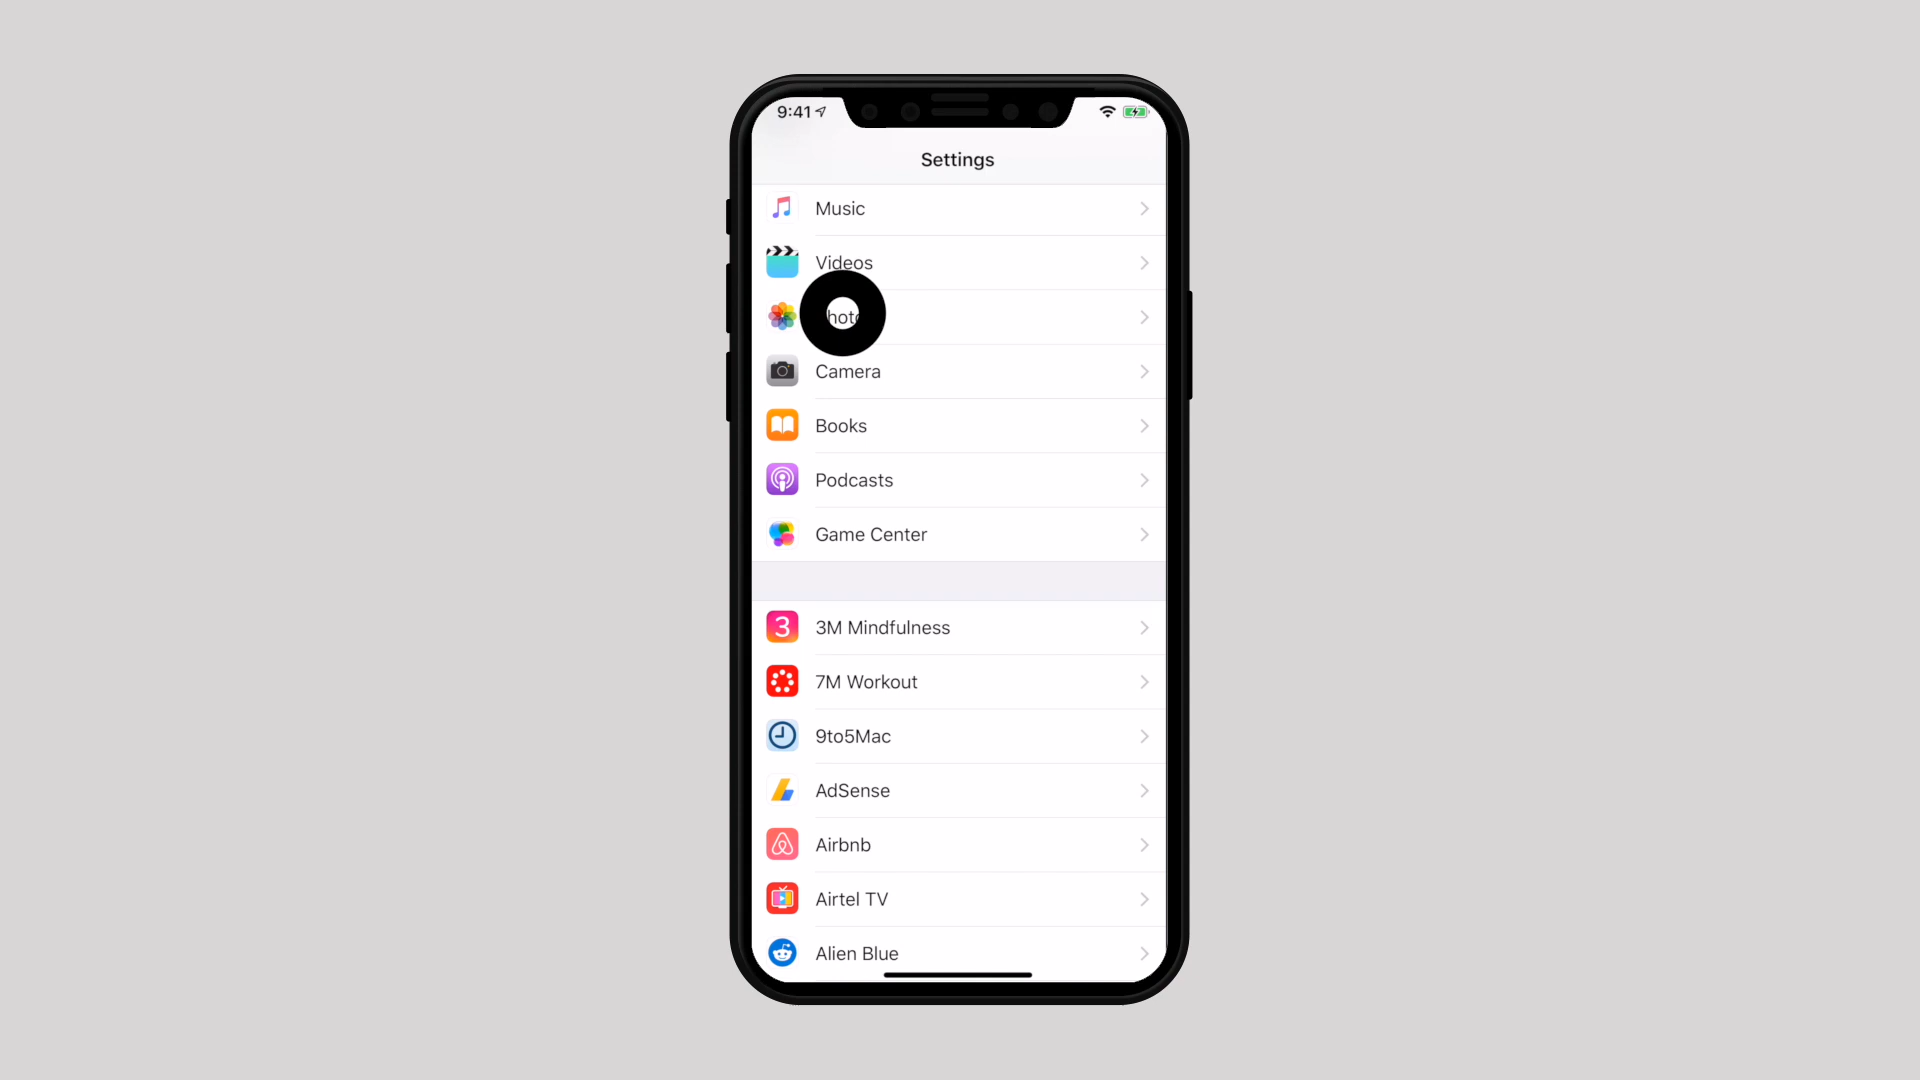 9:41
Settings
Music
Videos
Camera
Books
Podcasts
Game Center
3
3M Mindfulness
7M Workout
9to5Mac
AdSense
Airbnb
Airtel TV
Alien Blue